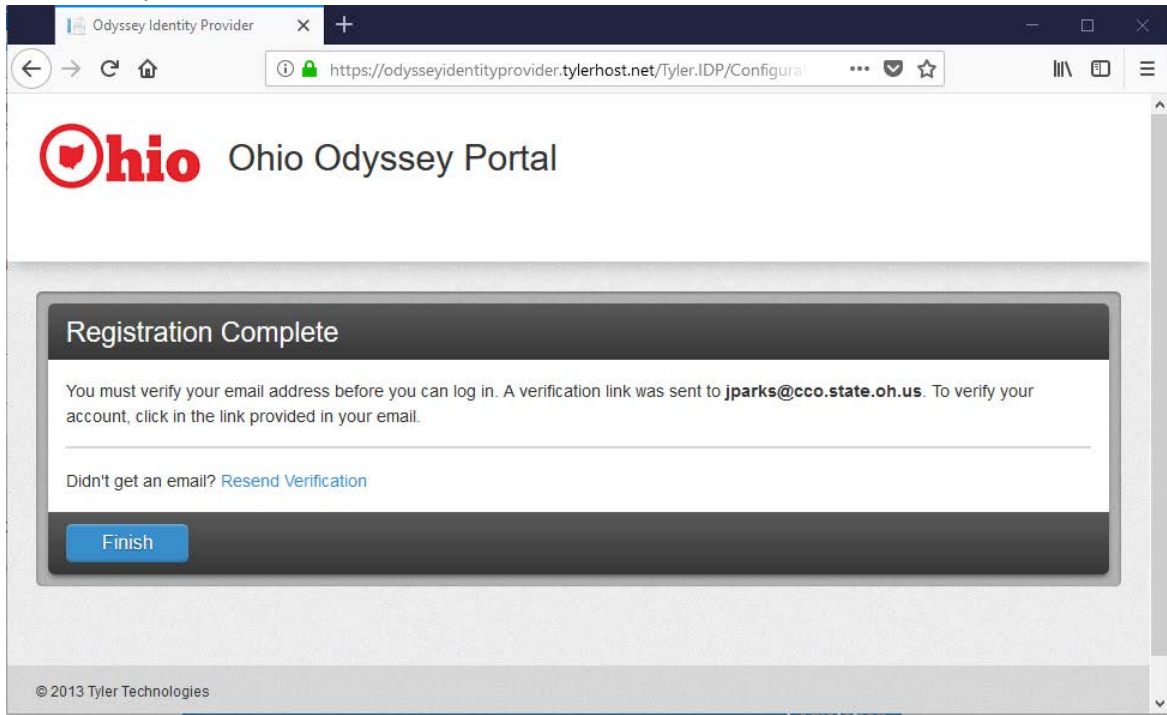 Odyssey Identity Provider
https://odysseyidentityprovider.tylerhost.net/Tyler.IDP/Configura
Ohio Ohio Odyssey Portal
Registration Complete
You must verify your email address before you can log in. A verification link was sent to jparks@cco.state.oh.us. To verify your
account, click in the link provided in your email.
Didn't get an email? Resend Verification
Finish
© 2013 Tyler Technologies